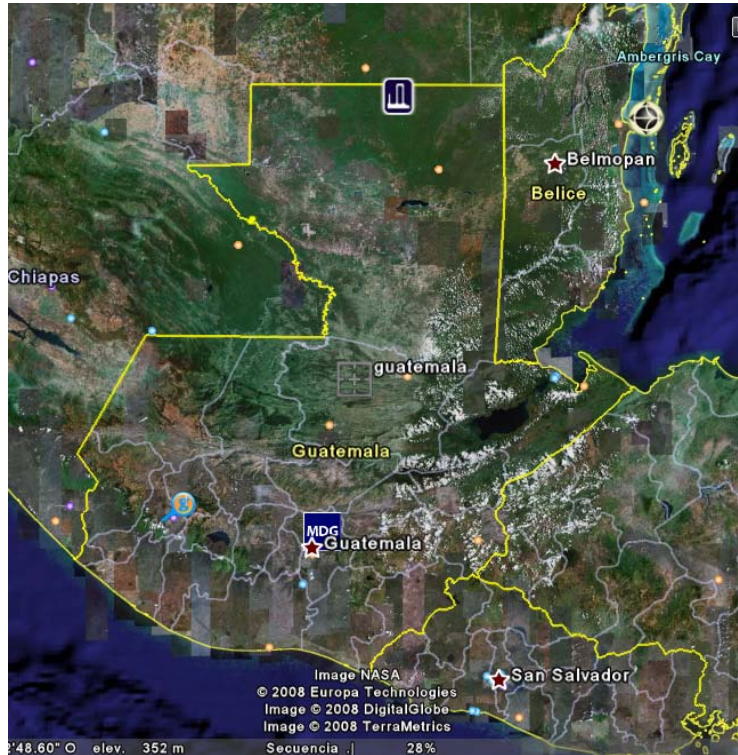 Ambergris Cay
Belmopan
Belice
Chiapas
guatemala
Guatemala
MDG
Guatemala
San Salvador
Image NASA
© 2008 Europa Technologies
Image © 2008 DigitalGlobe
Image © 2008 TerraMetrics
2'48.60" O elev. 352 m Secuencia .| 28%